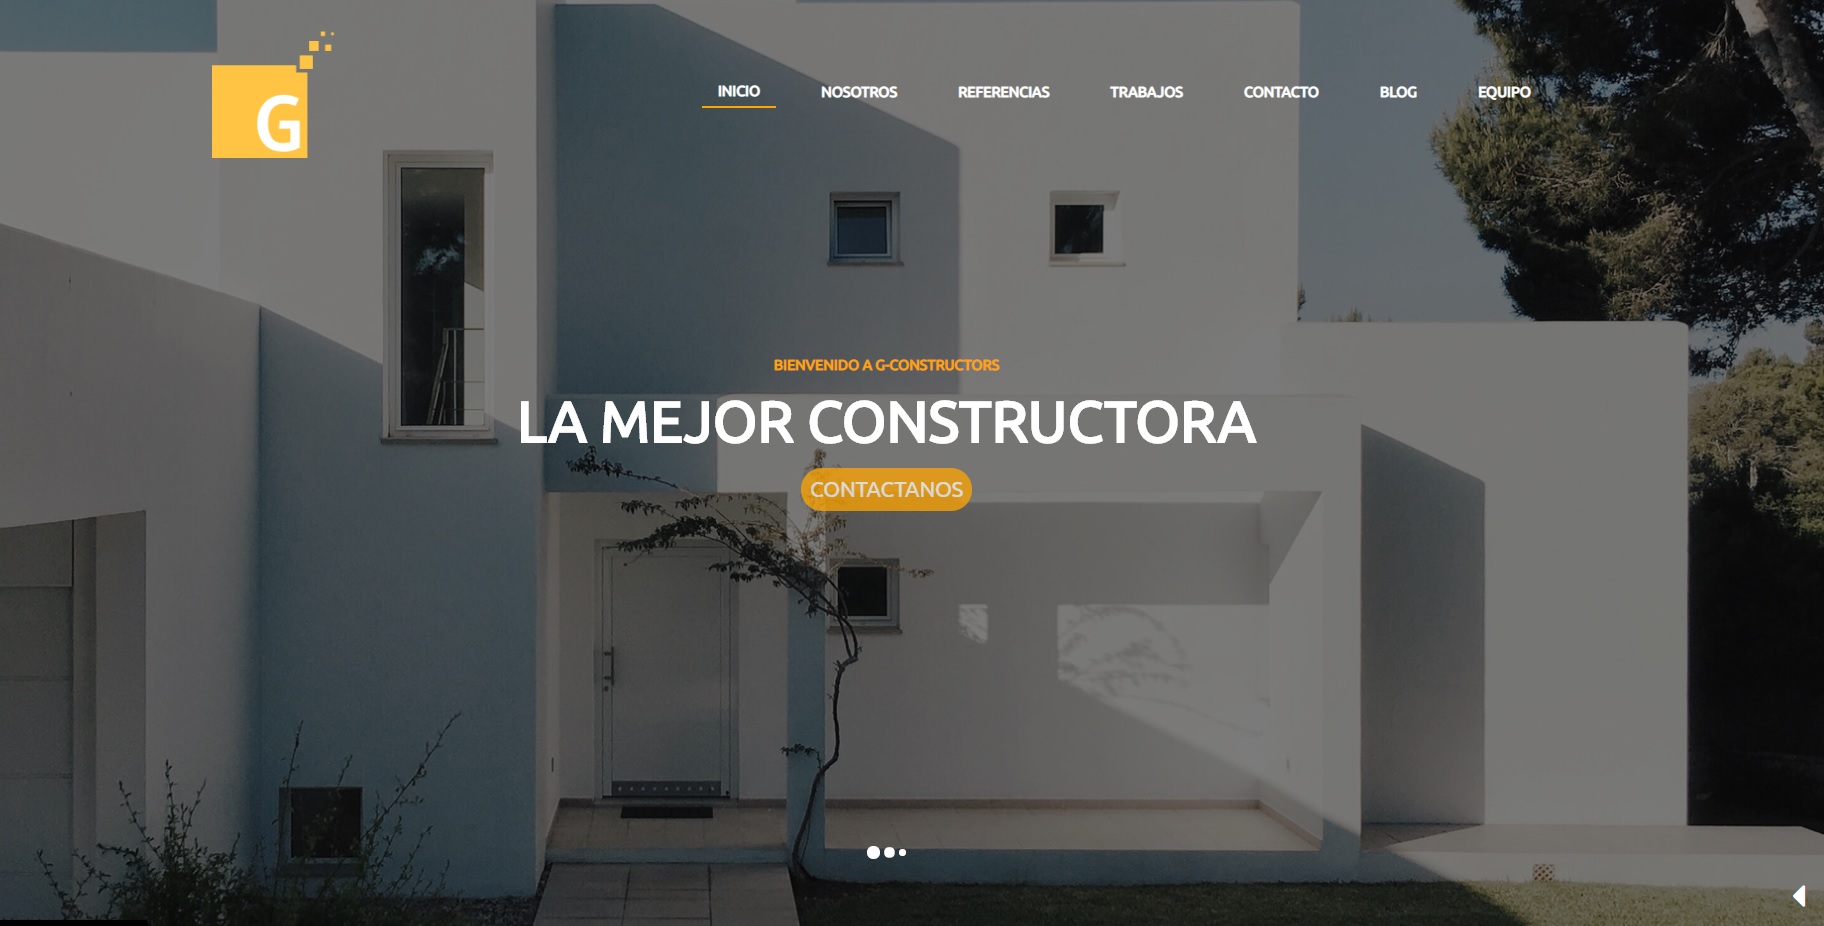 G
INICIO NOSOTROS REFERENCIAS TRABAJOS CONTACTO BLOG EQUIPO
BIENVENIDO A G-CONSTRUCTORS
LA MEJOR CONSTRUCTORA
CONTACTANOS